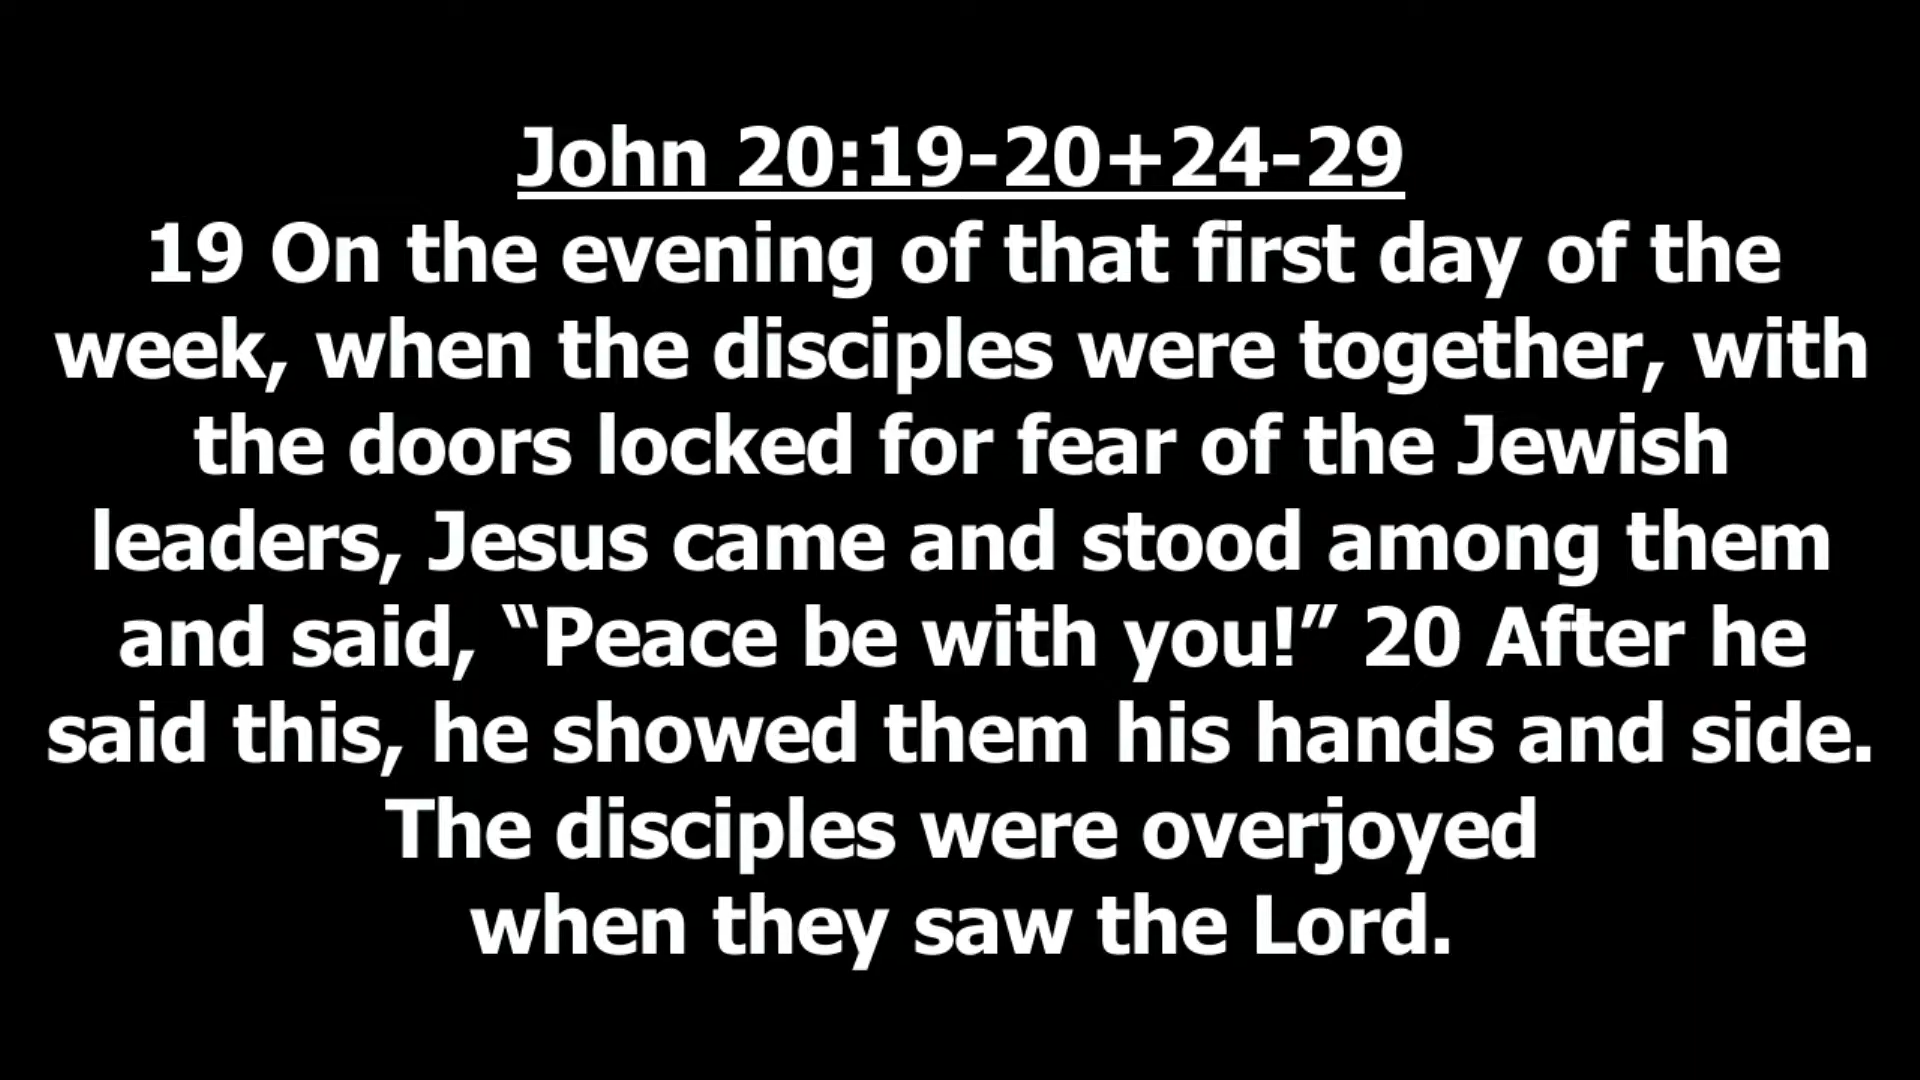 John 20:19-20+24-29
19 On the evening of that first day of the
week, when the disciples were together, with
the doors locked for fear of the Jewish
leaders, Jesus came and stood among them
and said, “Peace be with you!” 20 After he
said this, he showed them his hands and side.
The disciples were overjoyed
when they saw the Lord.